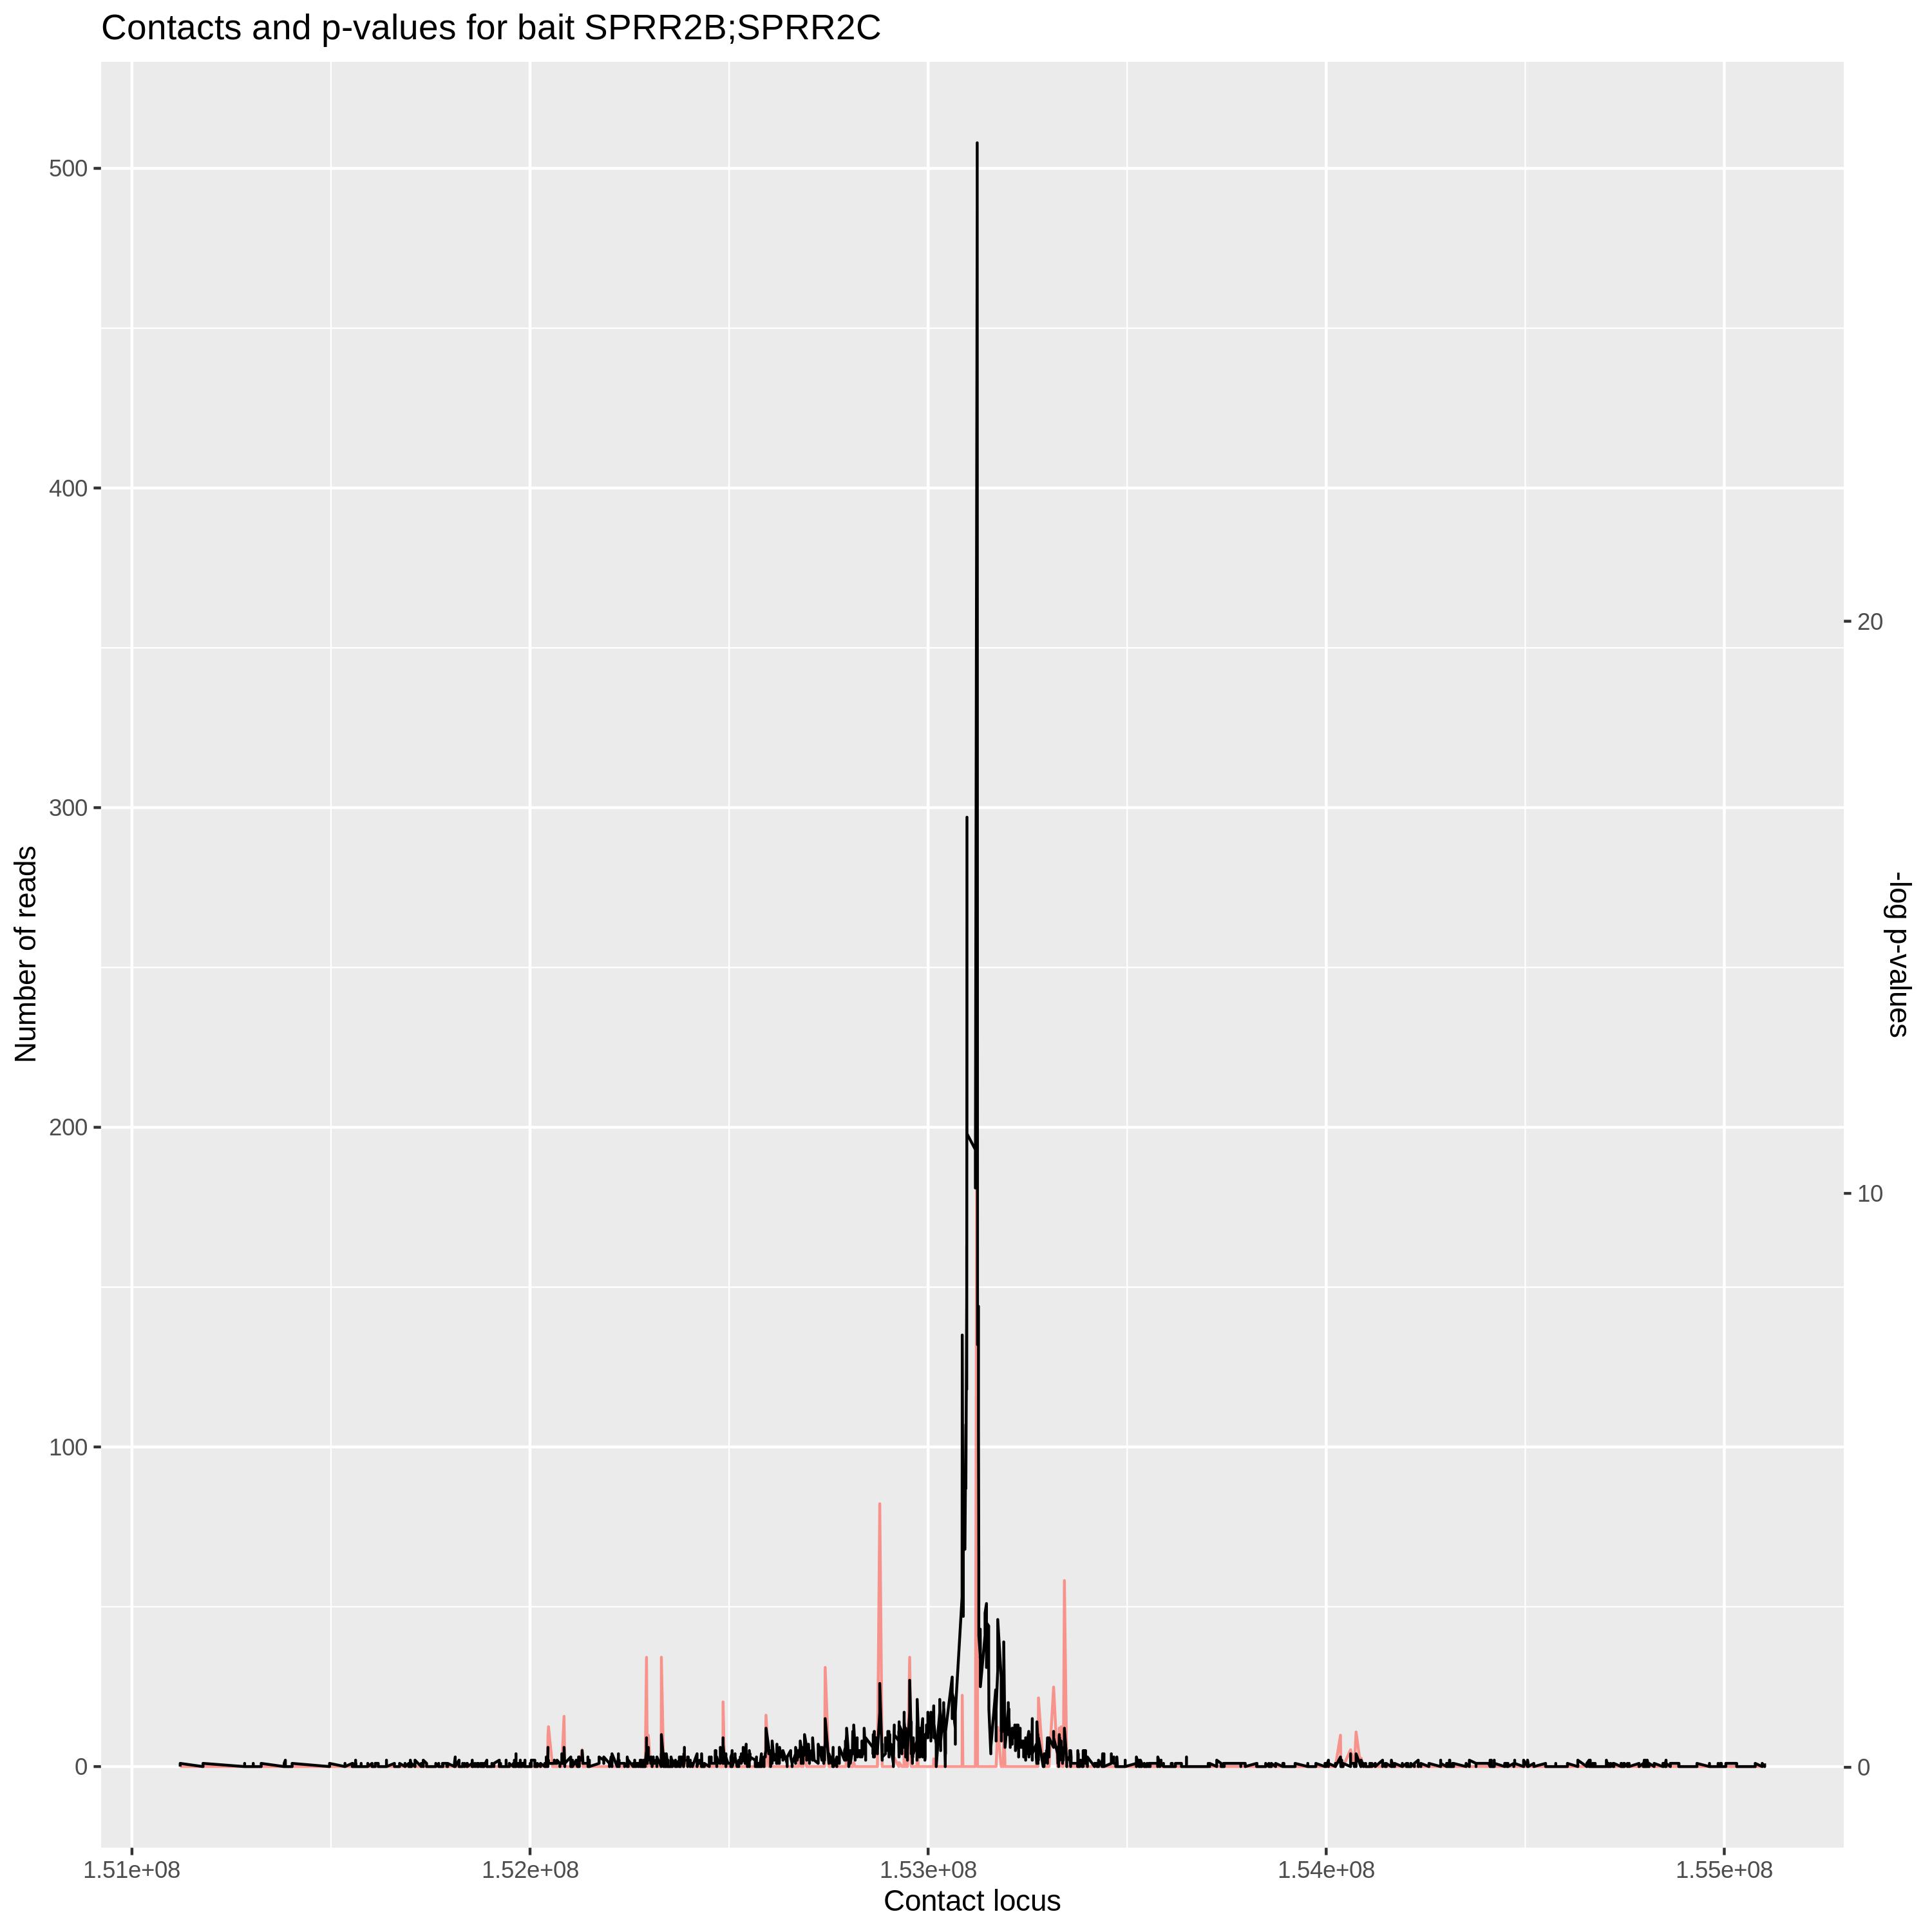 Contacts and p-values for bait SPRR2B;SPRR2C
500
400
300
200
100
0
Number of reads
20
10
0
-log p-values
1.51e+08
1.52e+08
1.53e+08
1.54e+08
1.55e+08
Contact locus